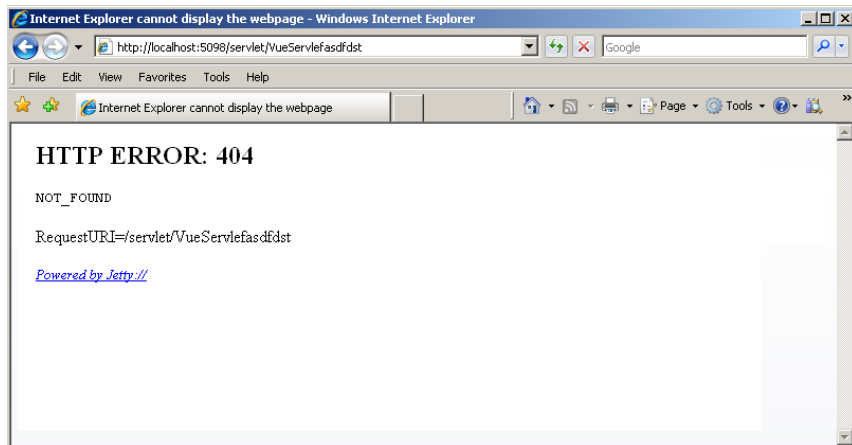 Internet Explorer cannot display the webpage - Windows Internet Explorer
http://localhost:5098/servlet/VueServlefasdfdst
Google
File Edit View Favorites Tools Help
Internet Explorer cannot display the webpage
Page Tools »
HTTP ERROR: 404
NOT_FOUND
RequestURI=/servlet/VueServlefasdfdst
Powered by Jetty://